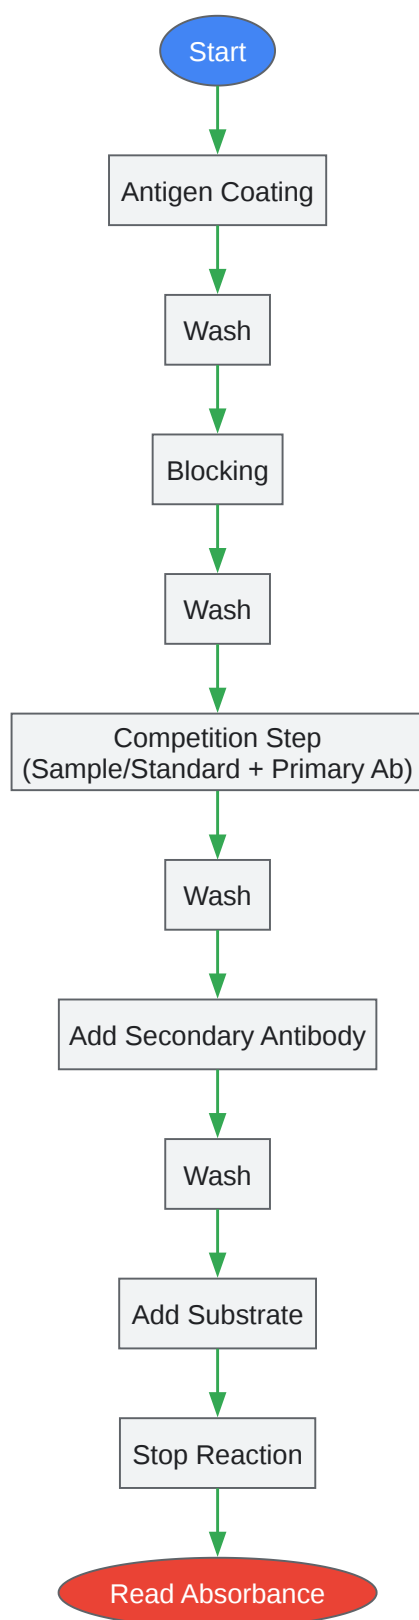 Start
Antigen Coating
Wash
Blocking
Wash
Competition Step
(Sample/Standard + Primary Ab)
Wash
Add Secondary Antibody
Wash
Add Substrate
Stop Reaction
Read Absorbance